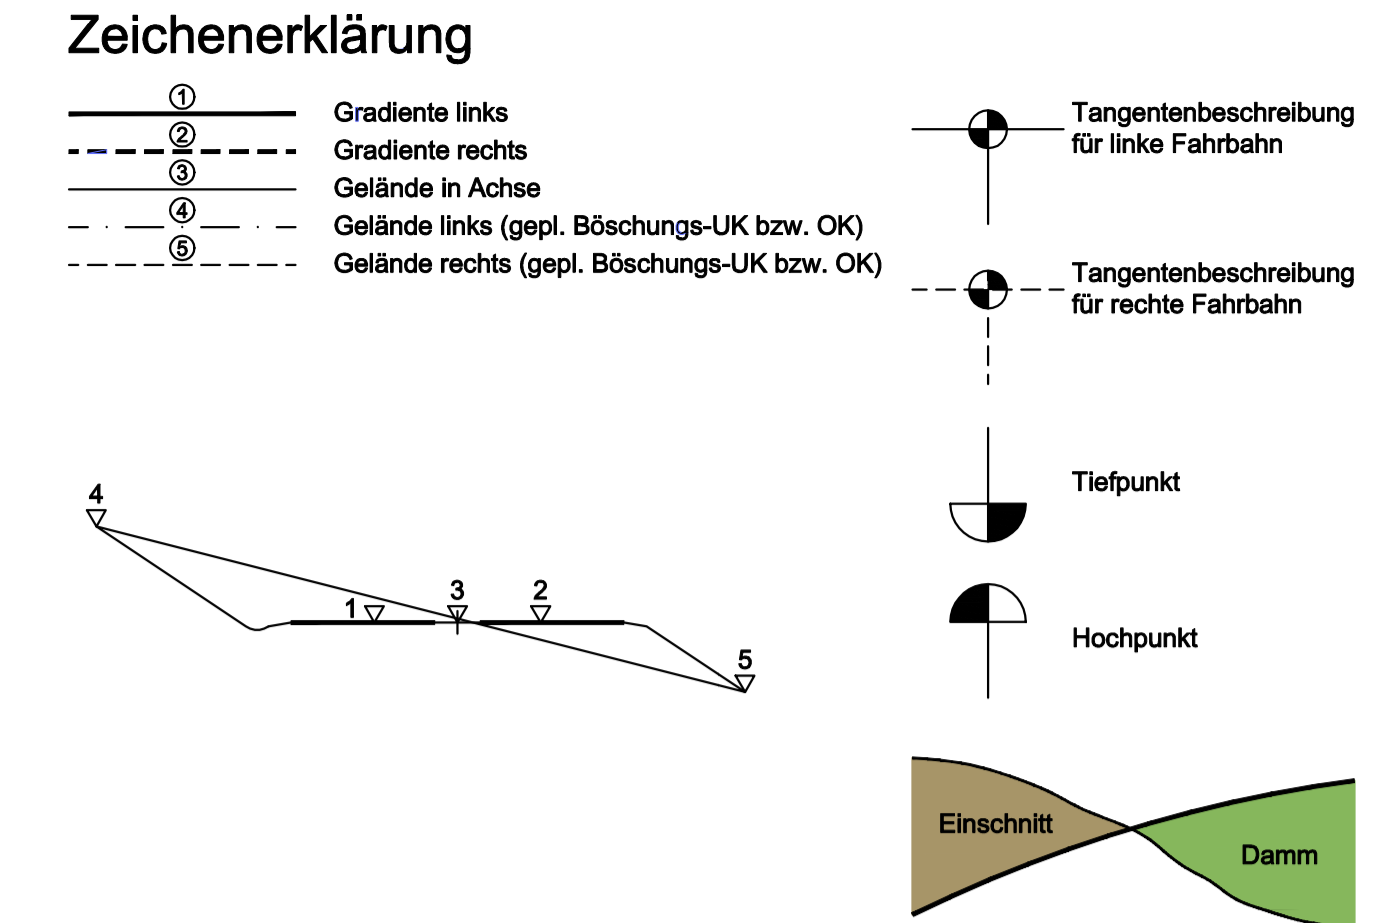 Zeichenerklärung
1
Gradiente links
2
Gradiente rechts
3
Gelände in Achse
4
Gelände links (gepl. Böschungs-UK bzw. OK)
5
Gelände rechts (gepl. Böschungs-UK bzw. OK)
Tangentenbeschreibung
für linke Fahrbahn
Tangentenbeschreibung
für rechte Fahrbahn
Tiefpunkt
Hochpunkt
4
1
3
2
5
Einschnitt
Damm